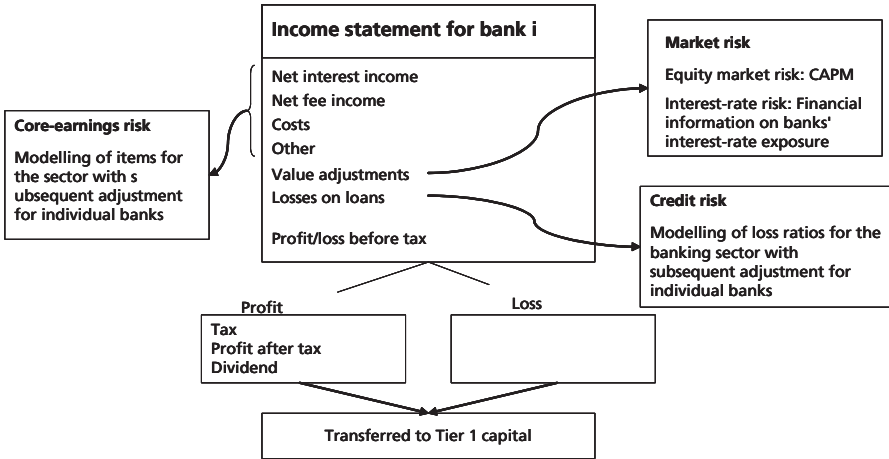 Income statement for bank i
Net interest income
Net fee income
Costs
Other
Value adjustments
Losses on loans
Profit/loss before tax
Core-earnings risk
Modelling of items for
the sector with s
ubsequent adjustment
for individual banks
Market risk
Equity market risk: CAPM
Interest-rate risk: Financial
information on banks'
interest-rate exposure
Credit risk
Modelling of loss ratios for the
banking sector with
subsequent adjustment for
individual banks
Profit
Tax
Profit after tax
Dividend
Loss
Transferred to Tier 1 capital